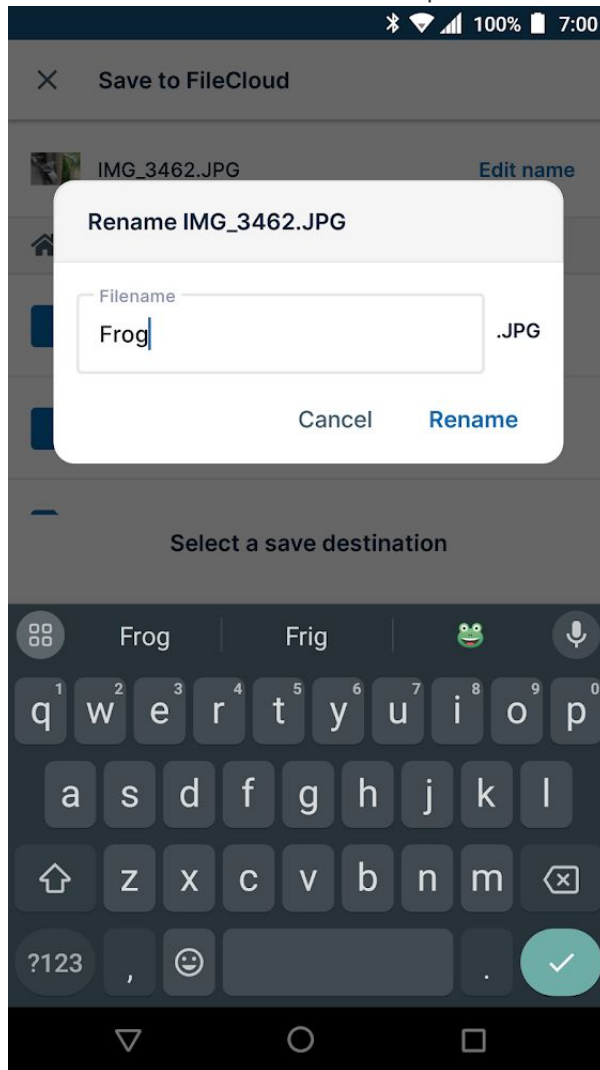 100% 7:00
Save to FileCloud
IMG_3462.JPG Edit name
Rename IMG_3462.JPG
Filename
Frog .JPG
Cancel Rename
Select a save destination
Frog Frig
1 2 3 4 5 6 7 8 9 0
q w e r t y u i o p
a s d f g h j k l
z x c v b n m
?123 , .